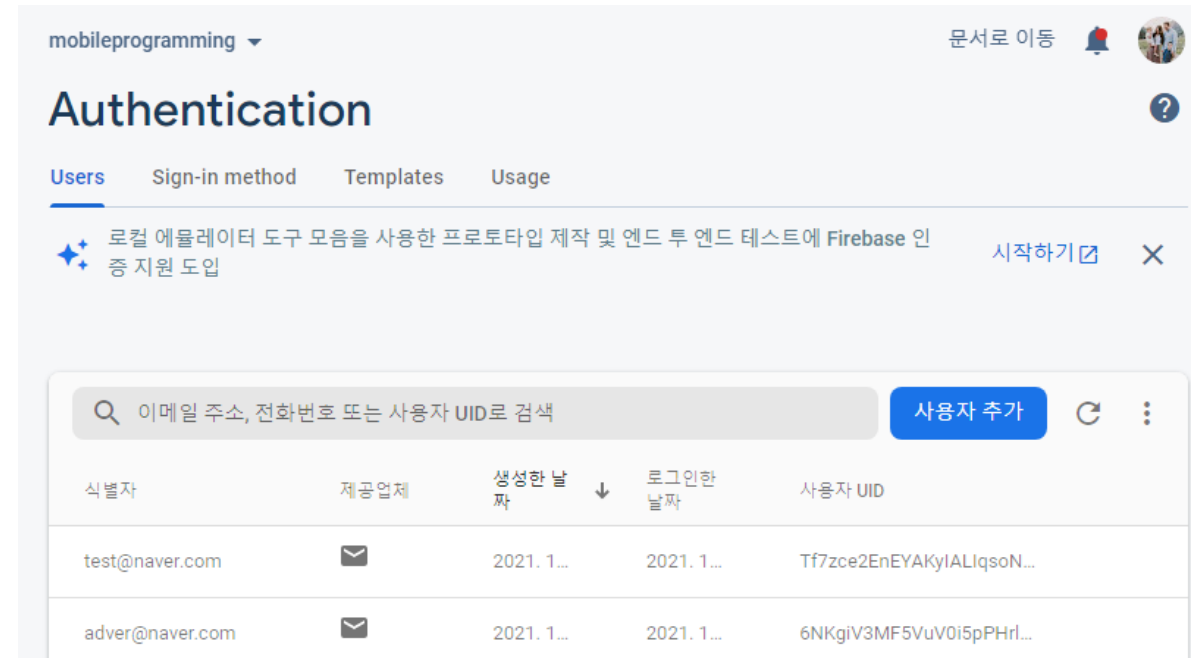 mobileprogramming
문서로 이동
Authentication
Users Sign-in method Templates Usage
로컬 에뮬레이터 도구 모음을 사용한 프로토타입 제작 및 엔드 투 엔드 테스트에 Firebase 인
증 지원 도입
시작하기
이메일 주소, 전화번호 또는 사용자 UID로 검색
사용자 추가
식별자 제공업체 생성한 날
짜 로그인한
날짜 사용자 UID
test@naver.com 2021. 1... 2021. 1... Tf7zce2EnEYAKyIALIqsoN...
adver@naver.com 2021. 1... 2021. 1... 6NKgiV3MF5VuV0i5pPHrl...